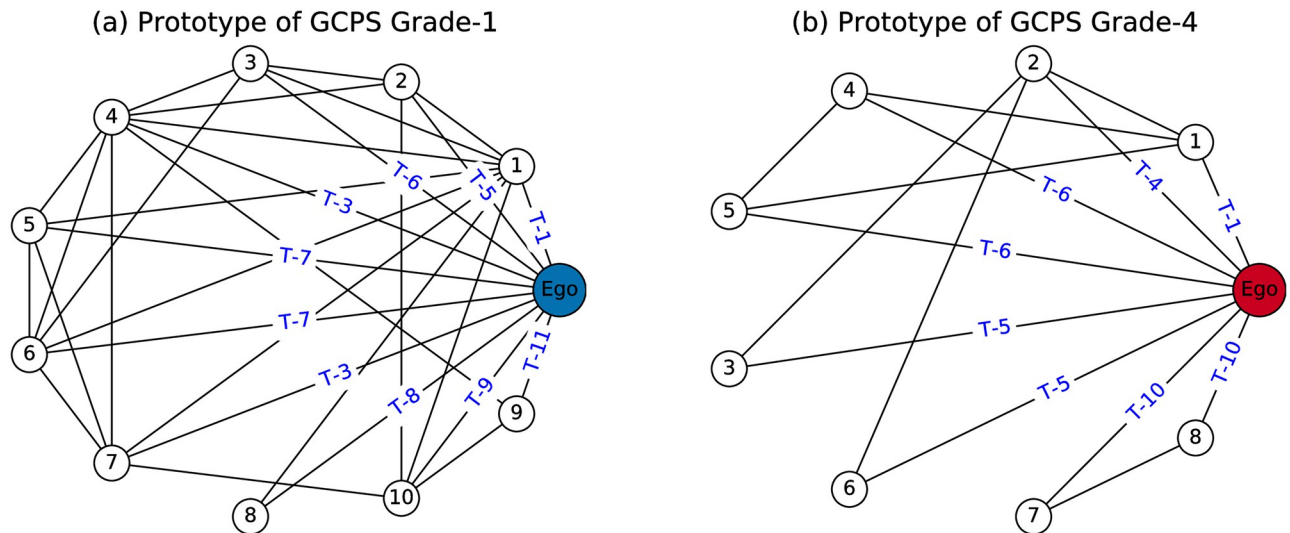 (a) Prototype of GCPS Grade-1
3
2
4
1
T-6
T-5
T-3
5
T-1
T-7
Ego
T-7
6
T-11
T-3
T-9
T-8
9
7
10
8
(b) Prototype of GCPS Grade-4
2
4
1
T-4
T-6
5
T-1
T-6
Ego
T-5
3
T-10
T-5
T-10
8
6
7